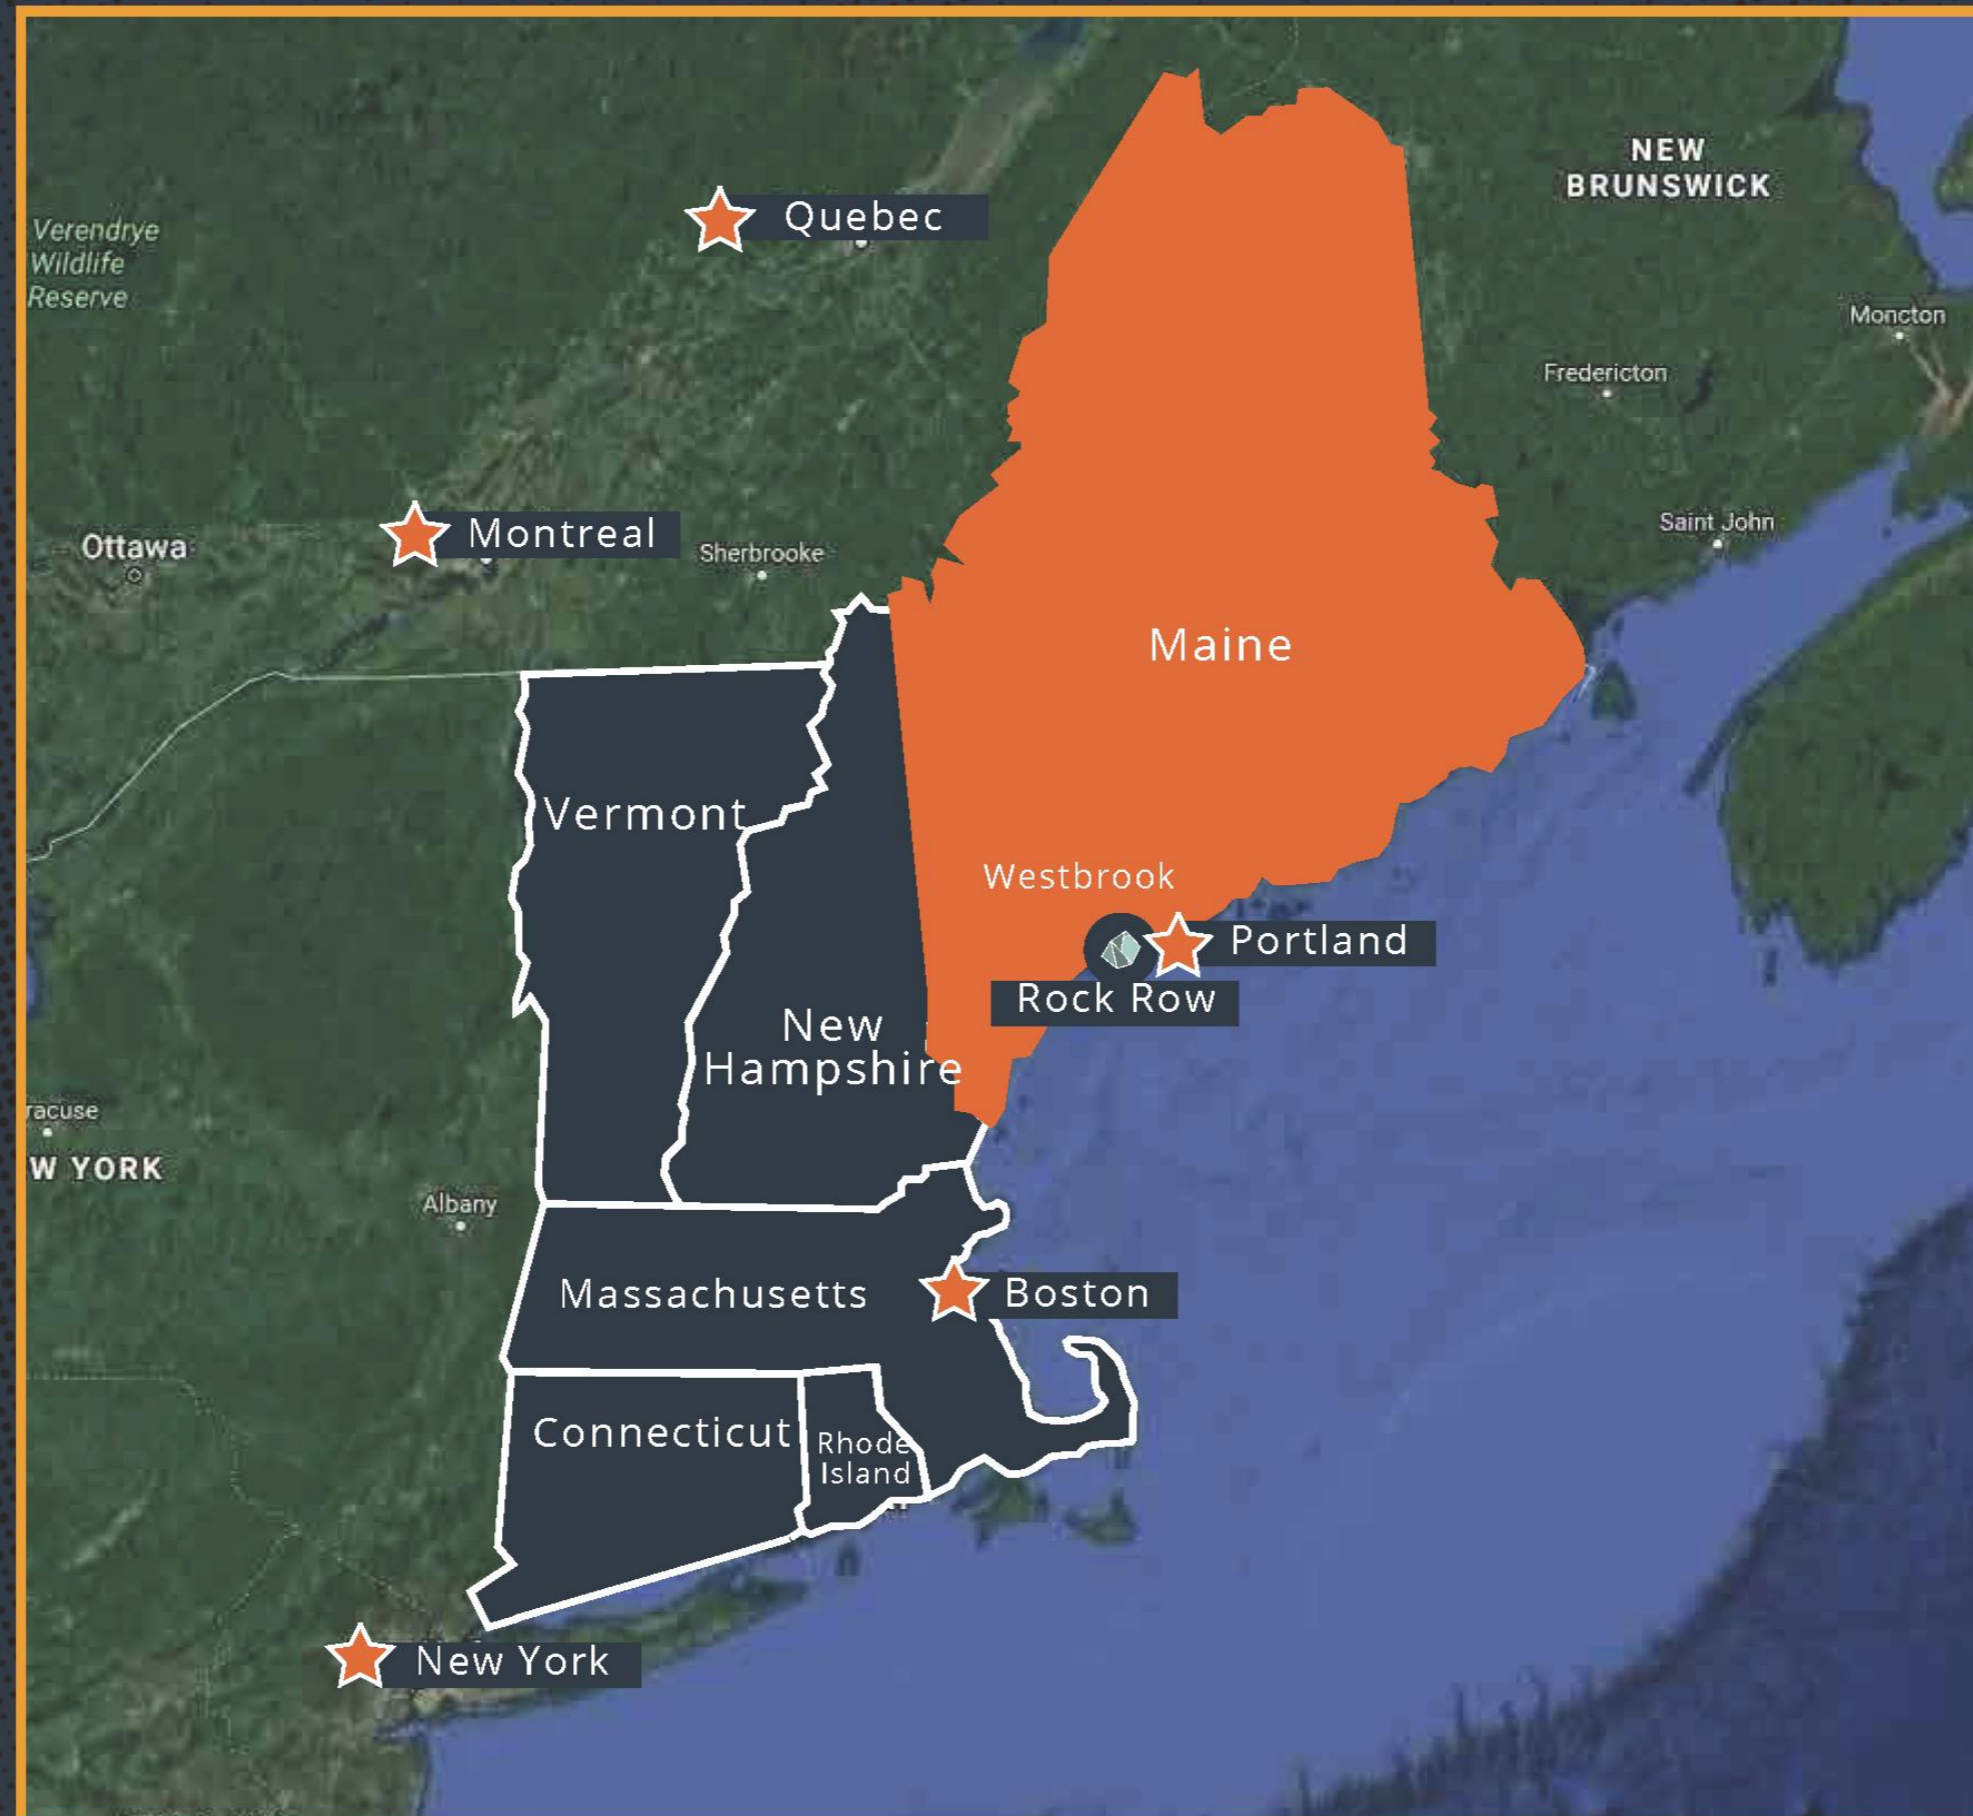 NEW
BRUNSWICK
Quebec
Verendrye
Wildlife
Reserve
Moncton
Fredericton
Saint John
Montreal
Ottawa
Sherbrooke
Maine
Vermont
Westbrook
Portland
Rock Row
New
Hampshire
racuse
W YORK
Albany
Massachusetts
Boston
Connecticut
Rhode
Island
New York